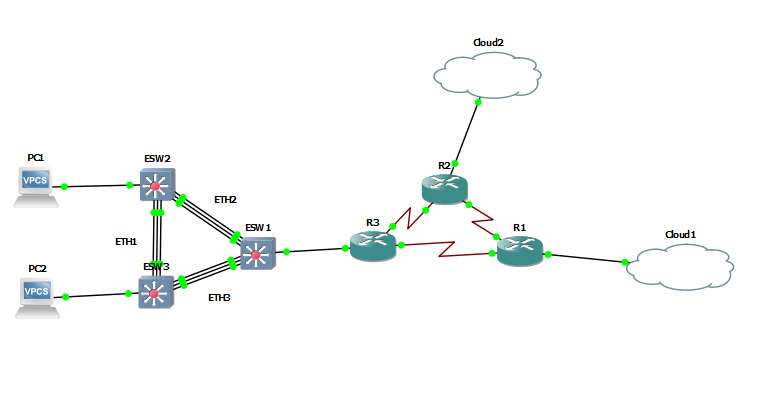 Cloud2
PC1
VPCS
ESW2
R2
ETH2
R3
ESW1
R1
Cloud1
ETH1
ESW3
PC2
VPCS
ETH3